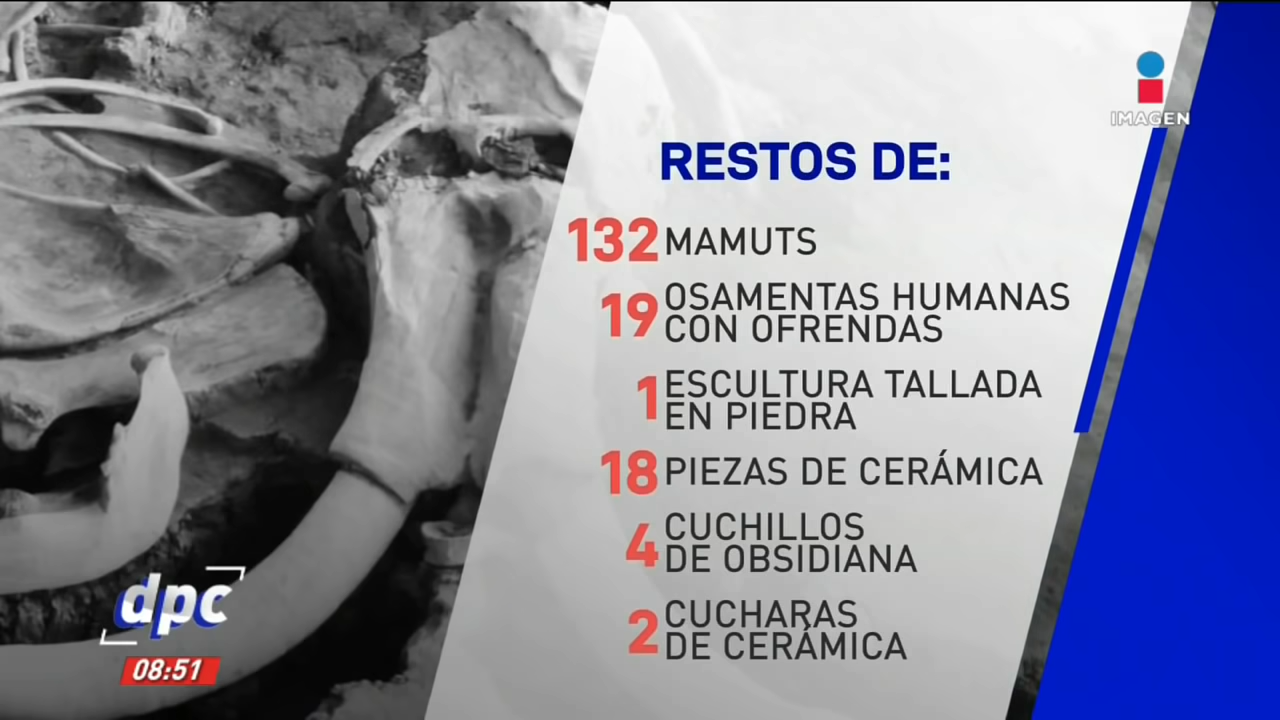 IMAGEN
RESTOS DE:
132 MAMUTS
19 OSAMENTAS HUMANAS
CON OFRENDAS
1 ESCULTURA TALLADA
EN PIEDRA
18 PIEZAS DE CERÁMICA
4 CUCHILLOS
DE OBSIDIANA
2 CUCHARAS
DE CERÁMICA
dpc
08:51